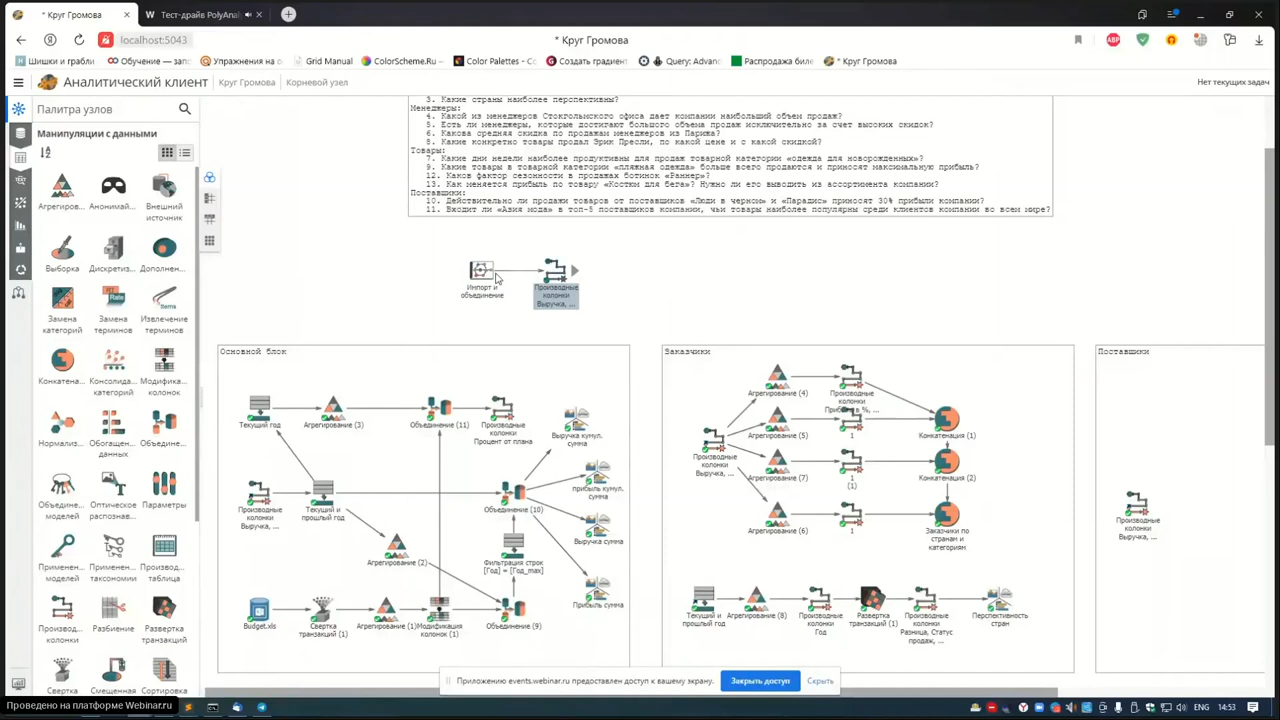 * Круг Громова
Тест-драйв PolyAnal
localhost:5043
* Круг Громова
Шишки и грабли
Обучение — запи
Упражнения на с
Grid Manual
ColorScheme.Ru –
Color Palettes - Co
Создать градиент
Query: Advanc
Распродажа биле
* Круг Громова
Аналитический клиент
Круг Громова
Корневой узел
Нет текущих задач
Палитра узлов
Манипуляции с данными
Агрегиров...
Анонимай...
Внешний источник
Выборка
Дискретиз...
Дополнен...
Замена категорий
Замена терминов
Извлечение терминов
Конкатена...
Консолида... категорий
Модифика... колонок
Нормализ...
Обогащен... данных
Объедине...
Объедине... моделей
Оптическое распознав...
Параметры
Применен... моделей
Применен... таксономии
Производ... таблица
Производ... колонки
Разбиение
Развертка транзакций
Свертка
Смещенная
Сортировка
3. Какие страны наиболее перспективны?
Менеджеры:
4. Какой из менеджеров Стокгольмского офиса дает компании наибольший объем продаж?
5. Есть ли менеджеры, которые достигают большого объема продаж исключительно за счет высоких скидок?
6. Какова средняя скидка по продажам менеджеров из Парижа?
8. Какие конкретно товары продал Эрик Пресли, по какой цене и с какой скидкой?
Товары:
7. Какие дни недели наиболее продуктивны для продаж товарной категории «одежда для новорожденных»?
9. Какие товары в товарной категории «пляжная одежда» больше всего продаются и приносят максимальную прибыль?
12. Каков фактор сезонности в продажах ботинок «Раннер»?
13. Как меняется прибыль по товару «Костюм для бега»? Нужно ли его выводить из ассортимента компании?
Поставщики:
10. Действительно ли продажи товаров от поставщиков «Люди в черном» и «Парадис» приносят 30% прибыли компании?
11. Входит ли «Азия мода» в топ-5 поставщиков компании, чьи товары наиболее популярны среди клиентов компании во всем мире?
Импорт и объединение
Производные колонки Выручка, ...
Основной блок
Текущий год
Агрегирование (3)
Объединение (11)
Производные колонки Процент от плана
Выручка кумул. сумма
Производные колонки Выручка, ...
Текущий и прошлый год
Объединение (10)
прибыль кумул. сумма
Выручка сумма
Агрегирование (2)
Фильтрация строк [Год] = [Год_max]
Прибыль сумма
Budget.xls
Свертка транзакций (1)
Агрегирование (1)
Модификация колонок (1)
Объединение (9)
Заказчики
Агрегирование (4)
Производные колонки
Агрегирование (5)
1
Конкатенация (1)
Производные колонки Выручка, ...
Агрегирование (7)
1 (1)
Конкатенация (2)
Агрегирование (6)
1
Заказчики по странам и категориям
Текущий и прошлый год
Агрегирование (8)
Производные колонки Год
Развертка транзакций (1)
Производные колонки Разница, Статус продаж, ...
Перспективность стран
Поставщики
Производные колонки Выручка, ...
Приложению events.webinar.ru предоставлен доступ к вашему экрану.
Закрыть доступ
Скрыть
Проведено на платформе Webinar.ru
ENG
14:53